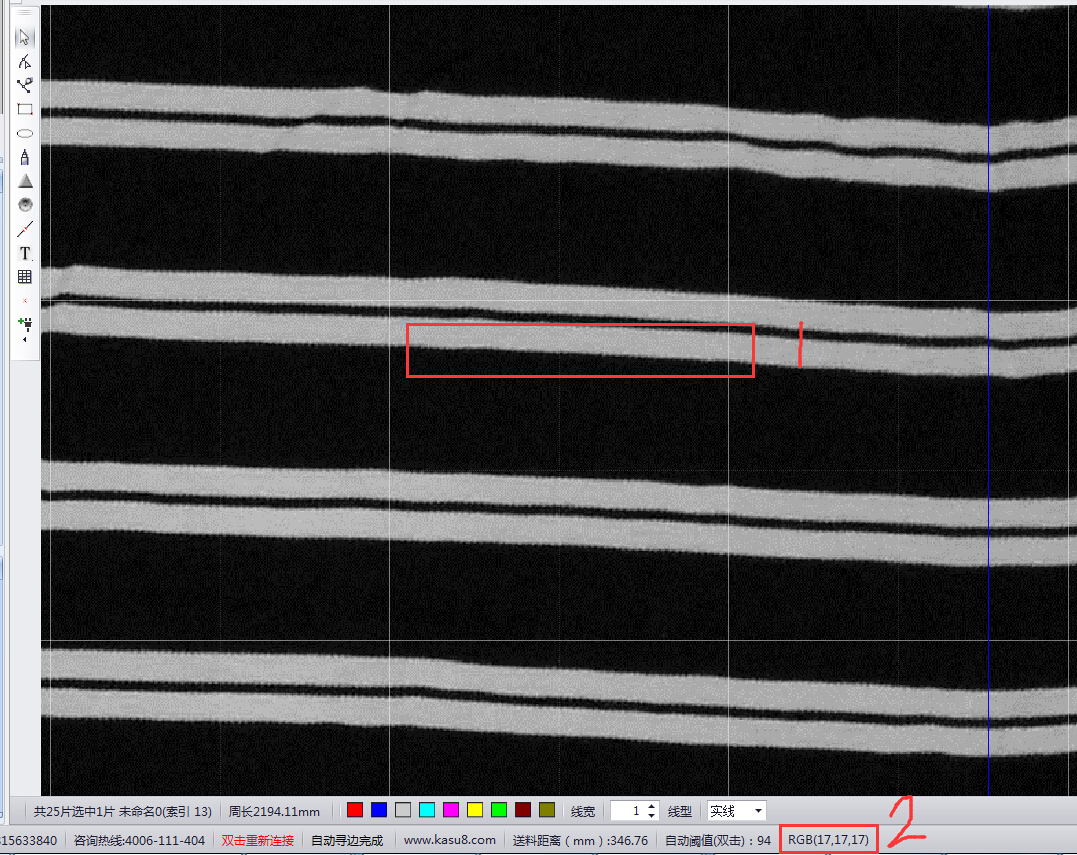 T
共25片选中1片 未命名0(索引 13) 周长2194.11mm 线宽 1 线型 实线
15633840 咨询热线:4006-111-404 双击重新连接 自动寻边完成 www.kasu8.com 送料距离（mm）:346.76 自动阈值(双击)：94 RGB(17,17,17) 2